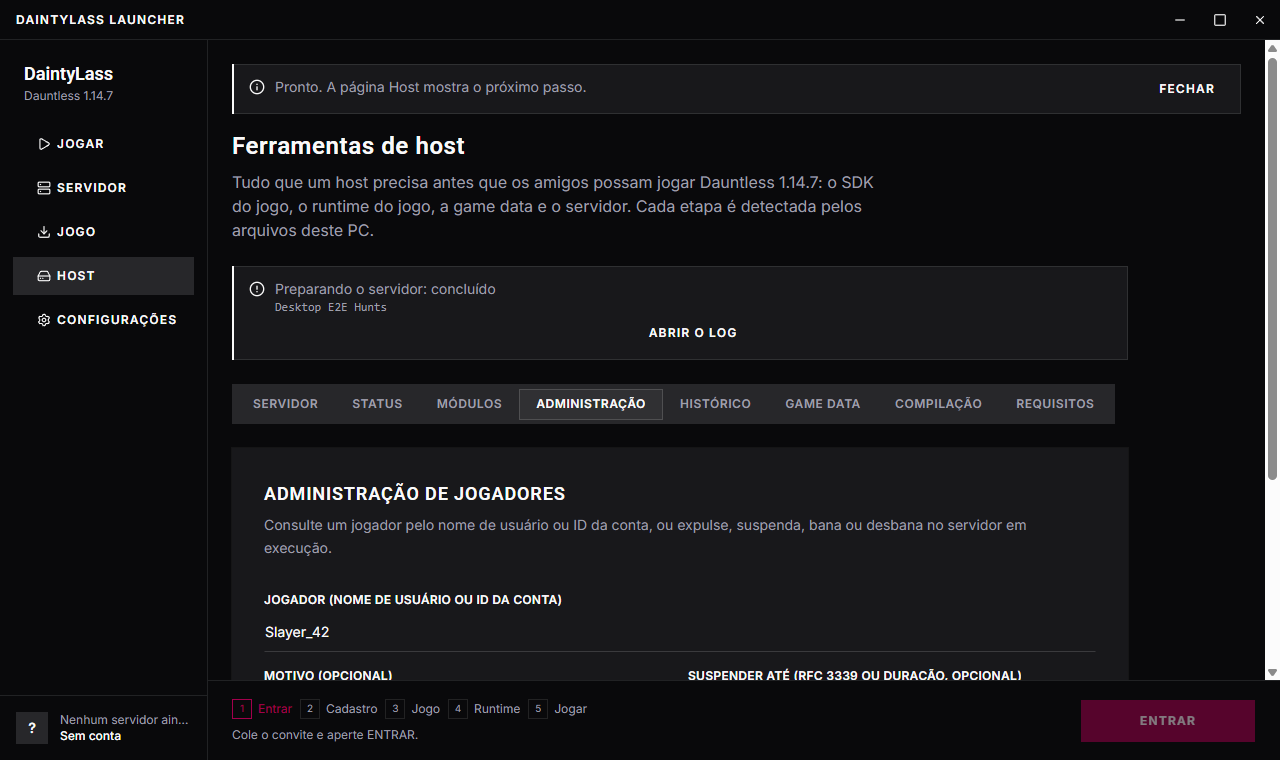 DAINTYLASS LAUNCHER
DaintyLass
Dauntless 1.14.7
JOGAR
SERVIDOR
JOGO
HOST
CONFIGURAÇÕES
? Nenhum servidor ain...
Sem conta
Pronto. A página Host mostra o próximo passo.
FECHAR
Ferramentas de host
Tudo que um host precisa antes que os amigos possam jogar Dauntless 1.14.7: o SDK
do jogo, o runtime do jogo, a game data e o servidor. Cada etapa é detectada pelos
arquivos deste PC.
Preparando o servidor: concluído
Desktop E2E Hunts
ABRIR O LOG
SERVIDOR STATUS MÓDULOS ADMINISTRAÇÃO HISTÓRICO GAME DATA COMPILAÇÃO REQUISITOS
ADMINISTRAÇÃO DE JOGADORES
Consulte um jogador pelo nome de usuário ou ID da conta, ou expulse, suspenda, bana ou desbana no servidor em
execução.
JOGADOR (NOME DE USUÁRIO OU ID DA CONTA)
Slayer_42
MOTIVO (OPCIONAL) SUSPENDER ATÉ (RFC 3339 OU DURAÇÃO, OPCIONAL)
1 Entrar 2 Cadastro 3 Jogo 4 Runtime 5 Jogar
Cole o convite e aperte ENTRAR.
ENTRAR